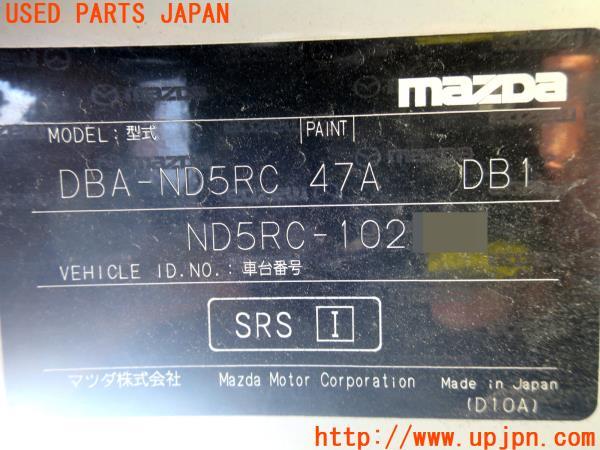 USED PARTS JAPAN
mazda
MODEL: 型式 PAINT
DBA-ND5RC 47A DB1
ND5RC-102
VEHICLE ID.NO.: 車台番号
SRS I
マツダ株式会社 Mazda Motor Corporation Made in Japan
(D10A)
http://www.upjpn.com/